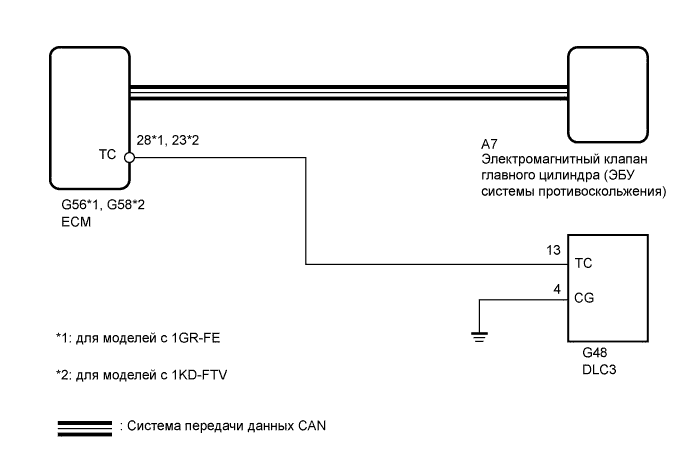 28*1, 23*2
TC
G56*1, G58*2
ECM
A7
Электромагнитный клапан
главного цилиндра (ЭБУ
системы противоскольжения)
13
TC
4
CG
G48
DLC3
*1: для моделей с 1GR-FE
*2: для моделей с 1KD-FTV
: Система передачи данных CAN